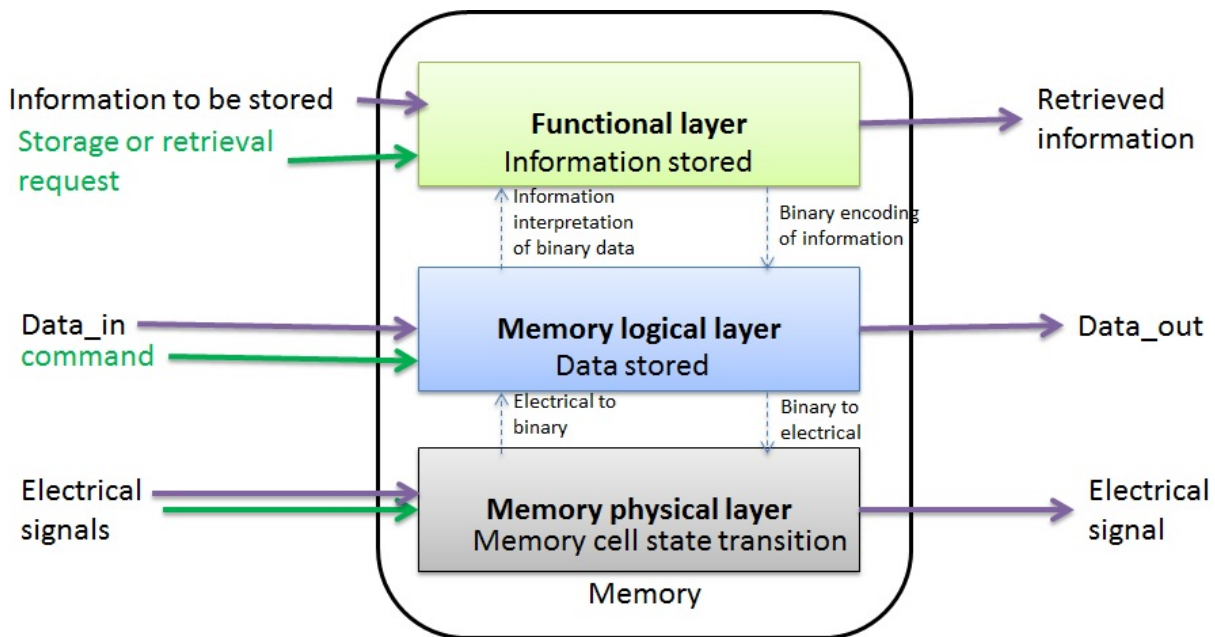 Information to be stored
Storage or retrieval
request
Functional layer
Information stored
Retrieved
information
Information
interpretation
of binary data
Binary encoding
of information
Data_in
command
Memory logical layer
Data stored
Data_out
Electrical to
binary
Binary to
electrical
Electrical
signals
Memory physical layer
Memory cell state transition
Electrical
signal
Memory